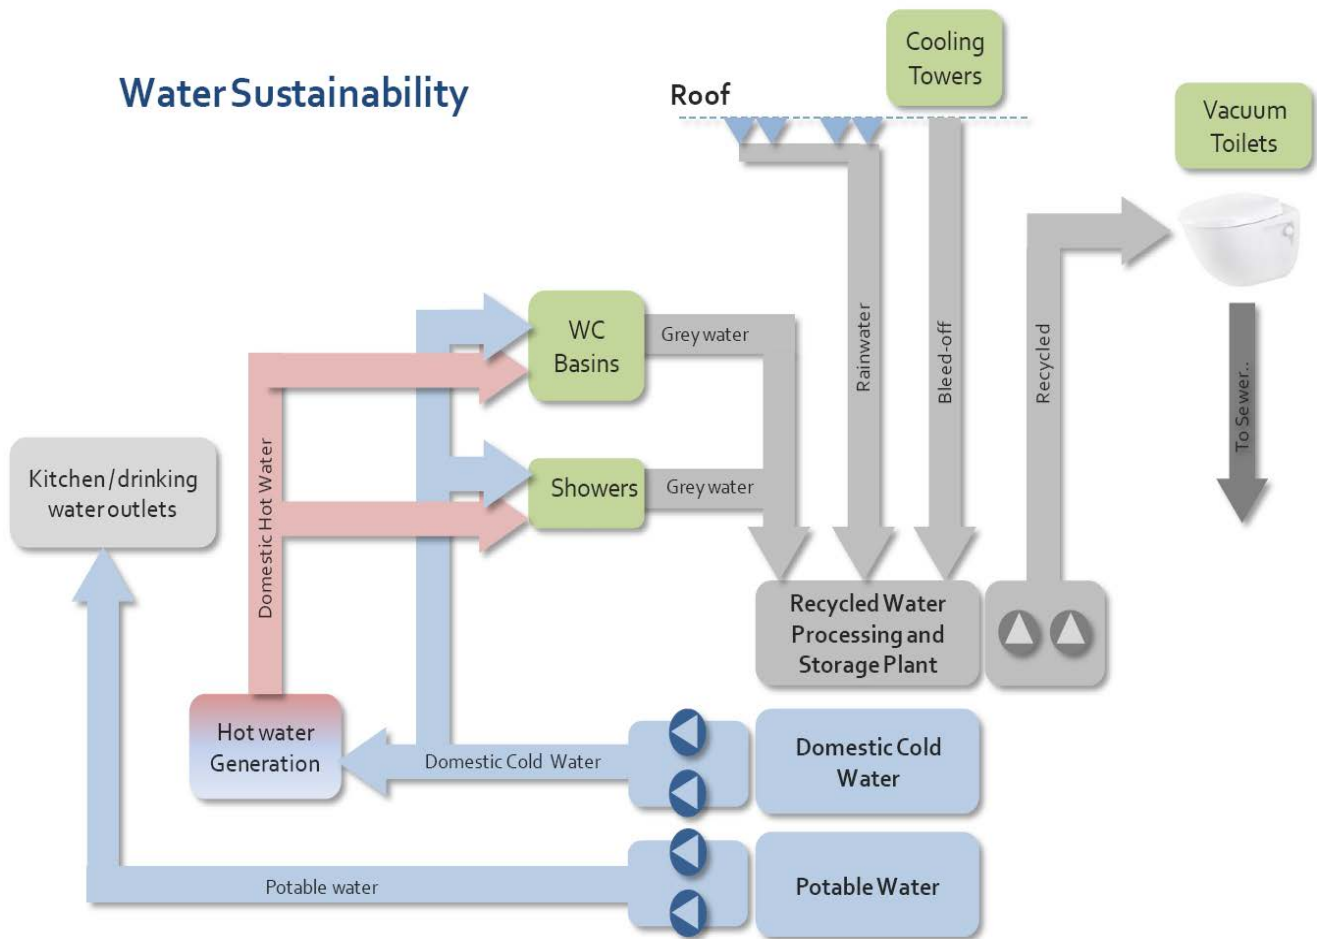 Water Sustainability
Roof
Cooling
Towers
Vacuum
Toilets
WC
Basins
Grey water
Rainwater
Bleed-off
Recycled
To Sewer..
Kitchen / drinking
water outlets
Domestic Hot Water
Showers
Grey water
Recycled Water
Processing and
Storage Plant
Hot water
Generation
Domestic Cold Water
Domestic Cold
Water
Potable water
Potable Water